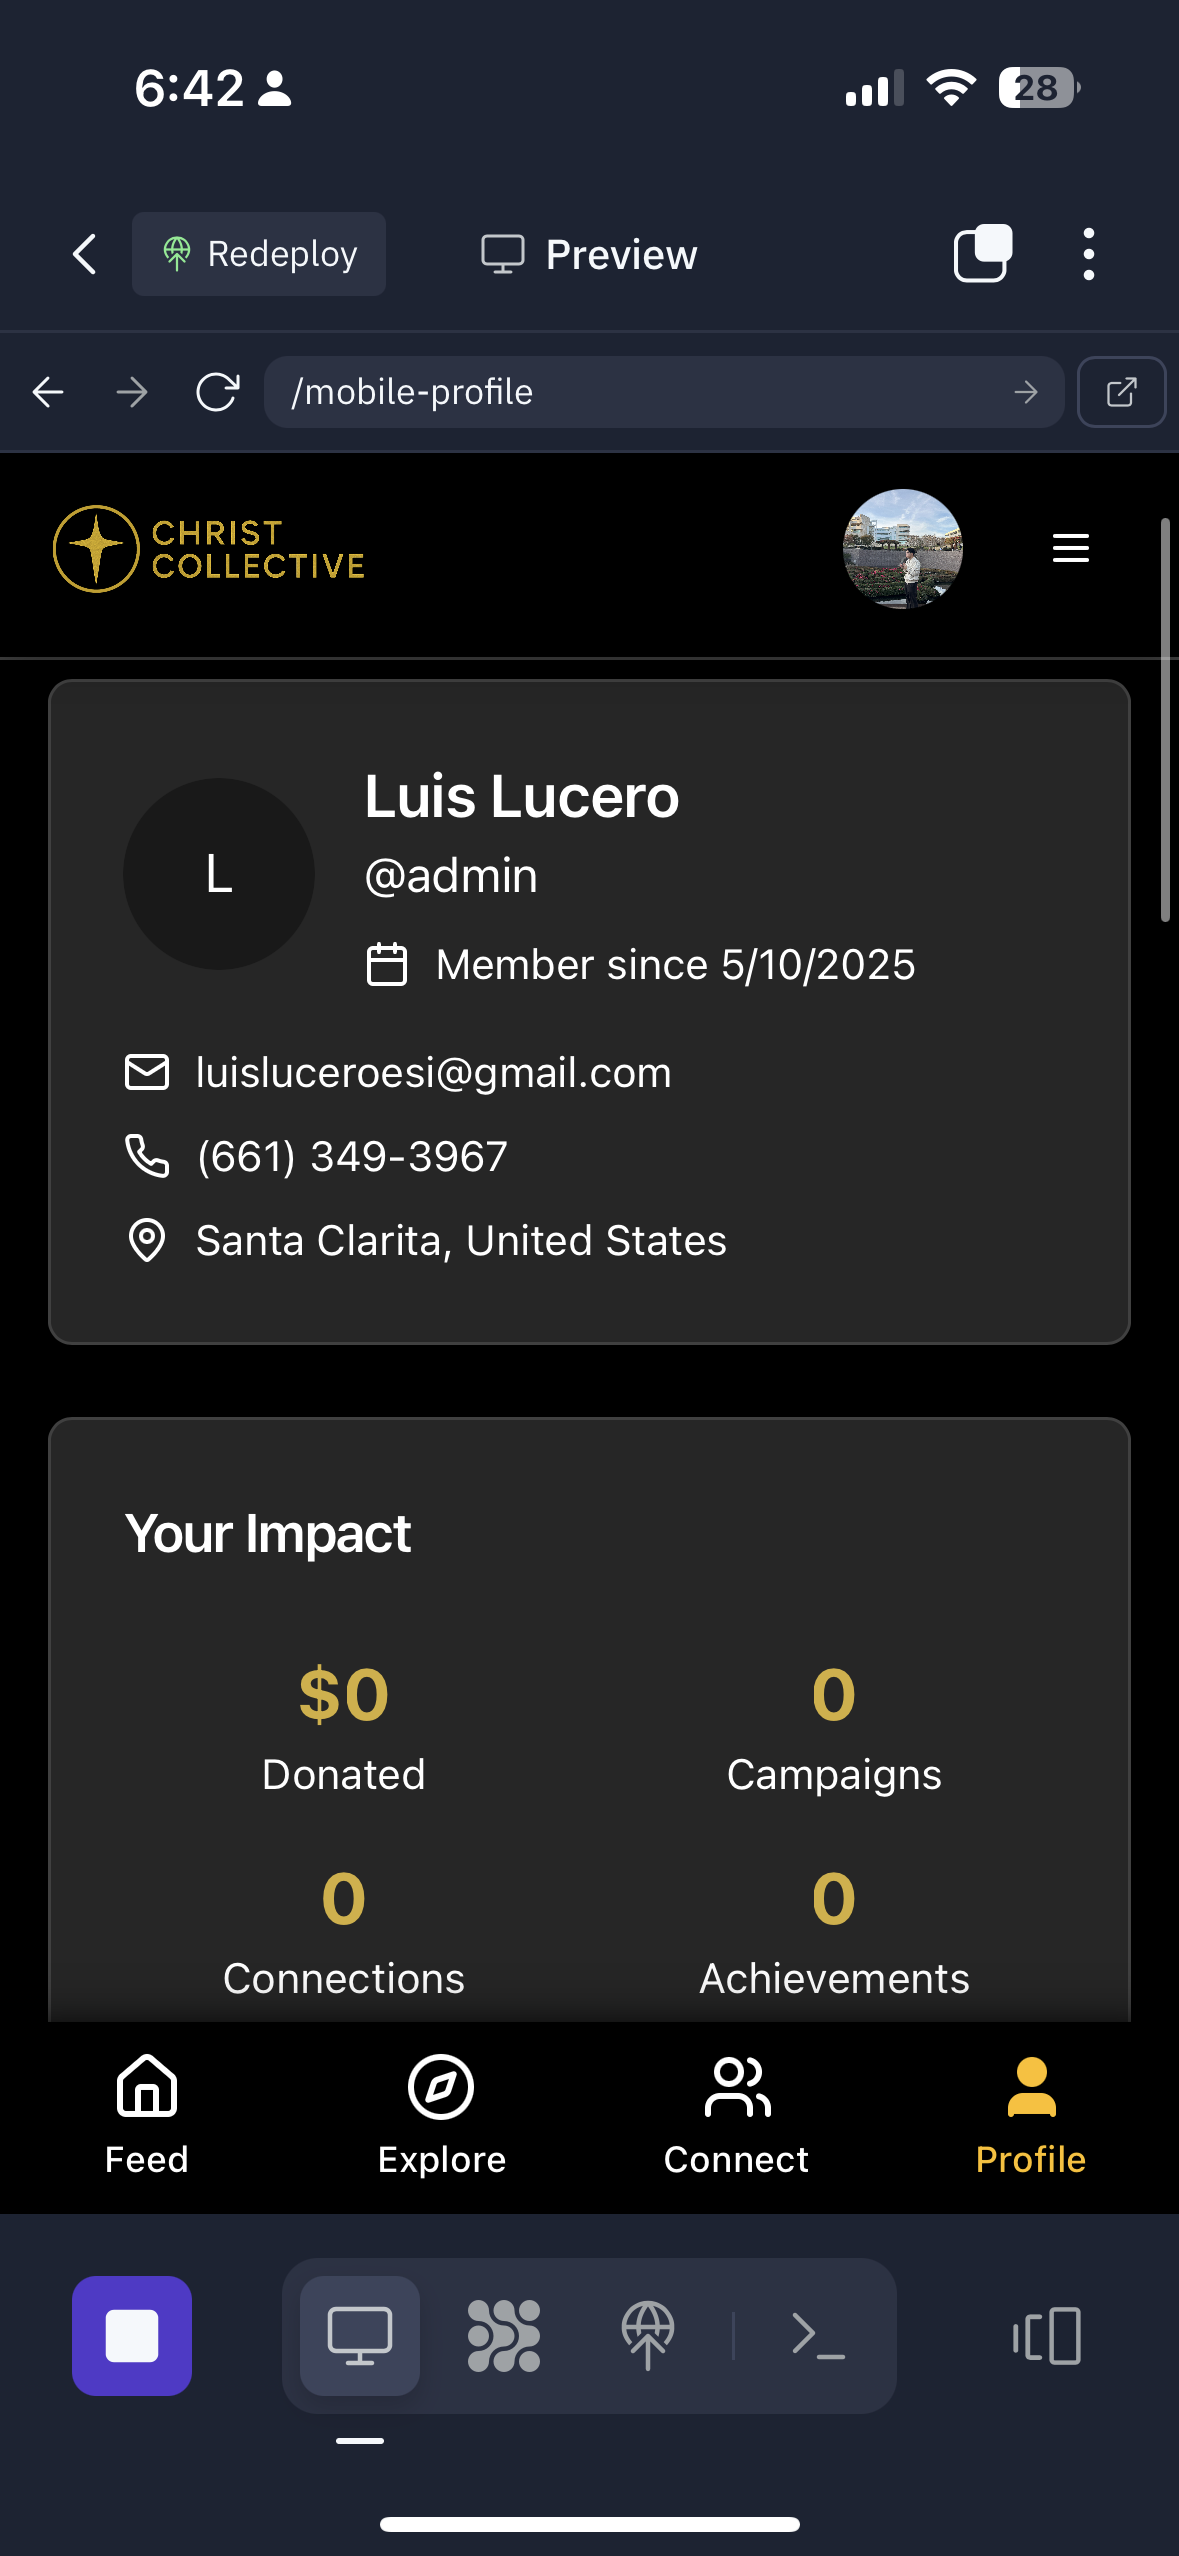 6:42
28
Redeploy
Preview
/mobile-profile
CHRIST
COLLECTIVE
Luis Lucero
L
@admin
Member since 5/10/2025
luisluceroesi@gmail.com
(661) 349-3967
Santa Clarita, United States
Your Impact
$0
0
Donated
Campaigns
0
0
Connections
Achievements
Feed
Explore
Connect
Profile